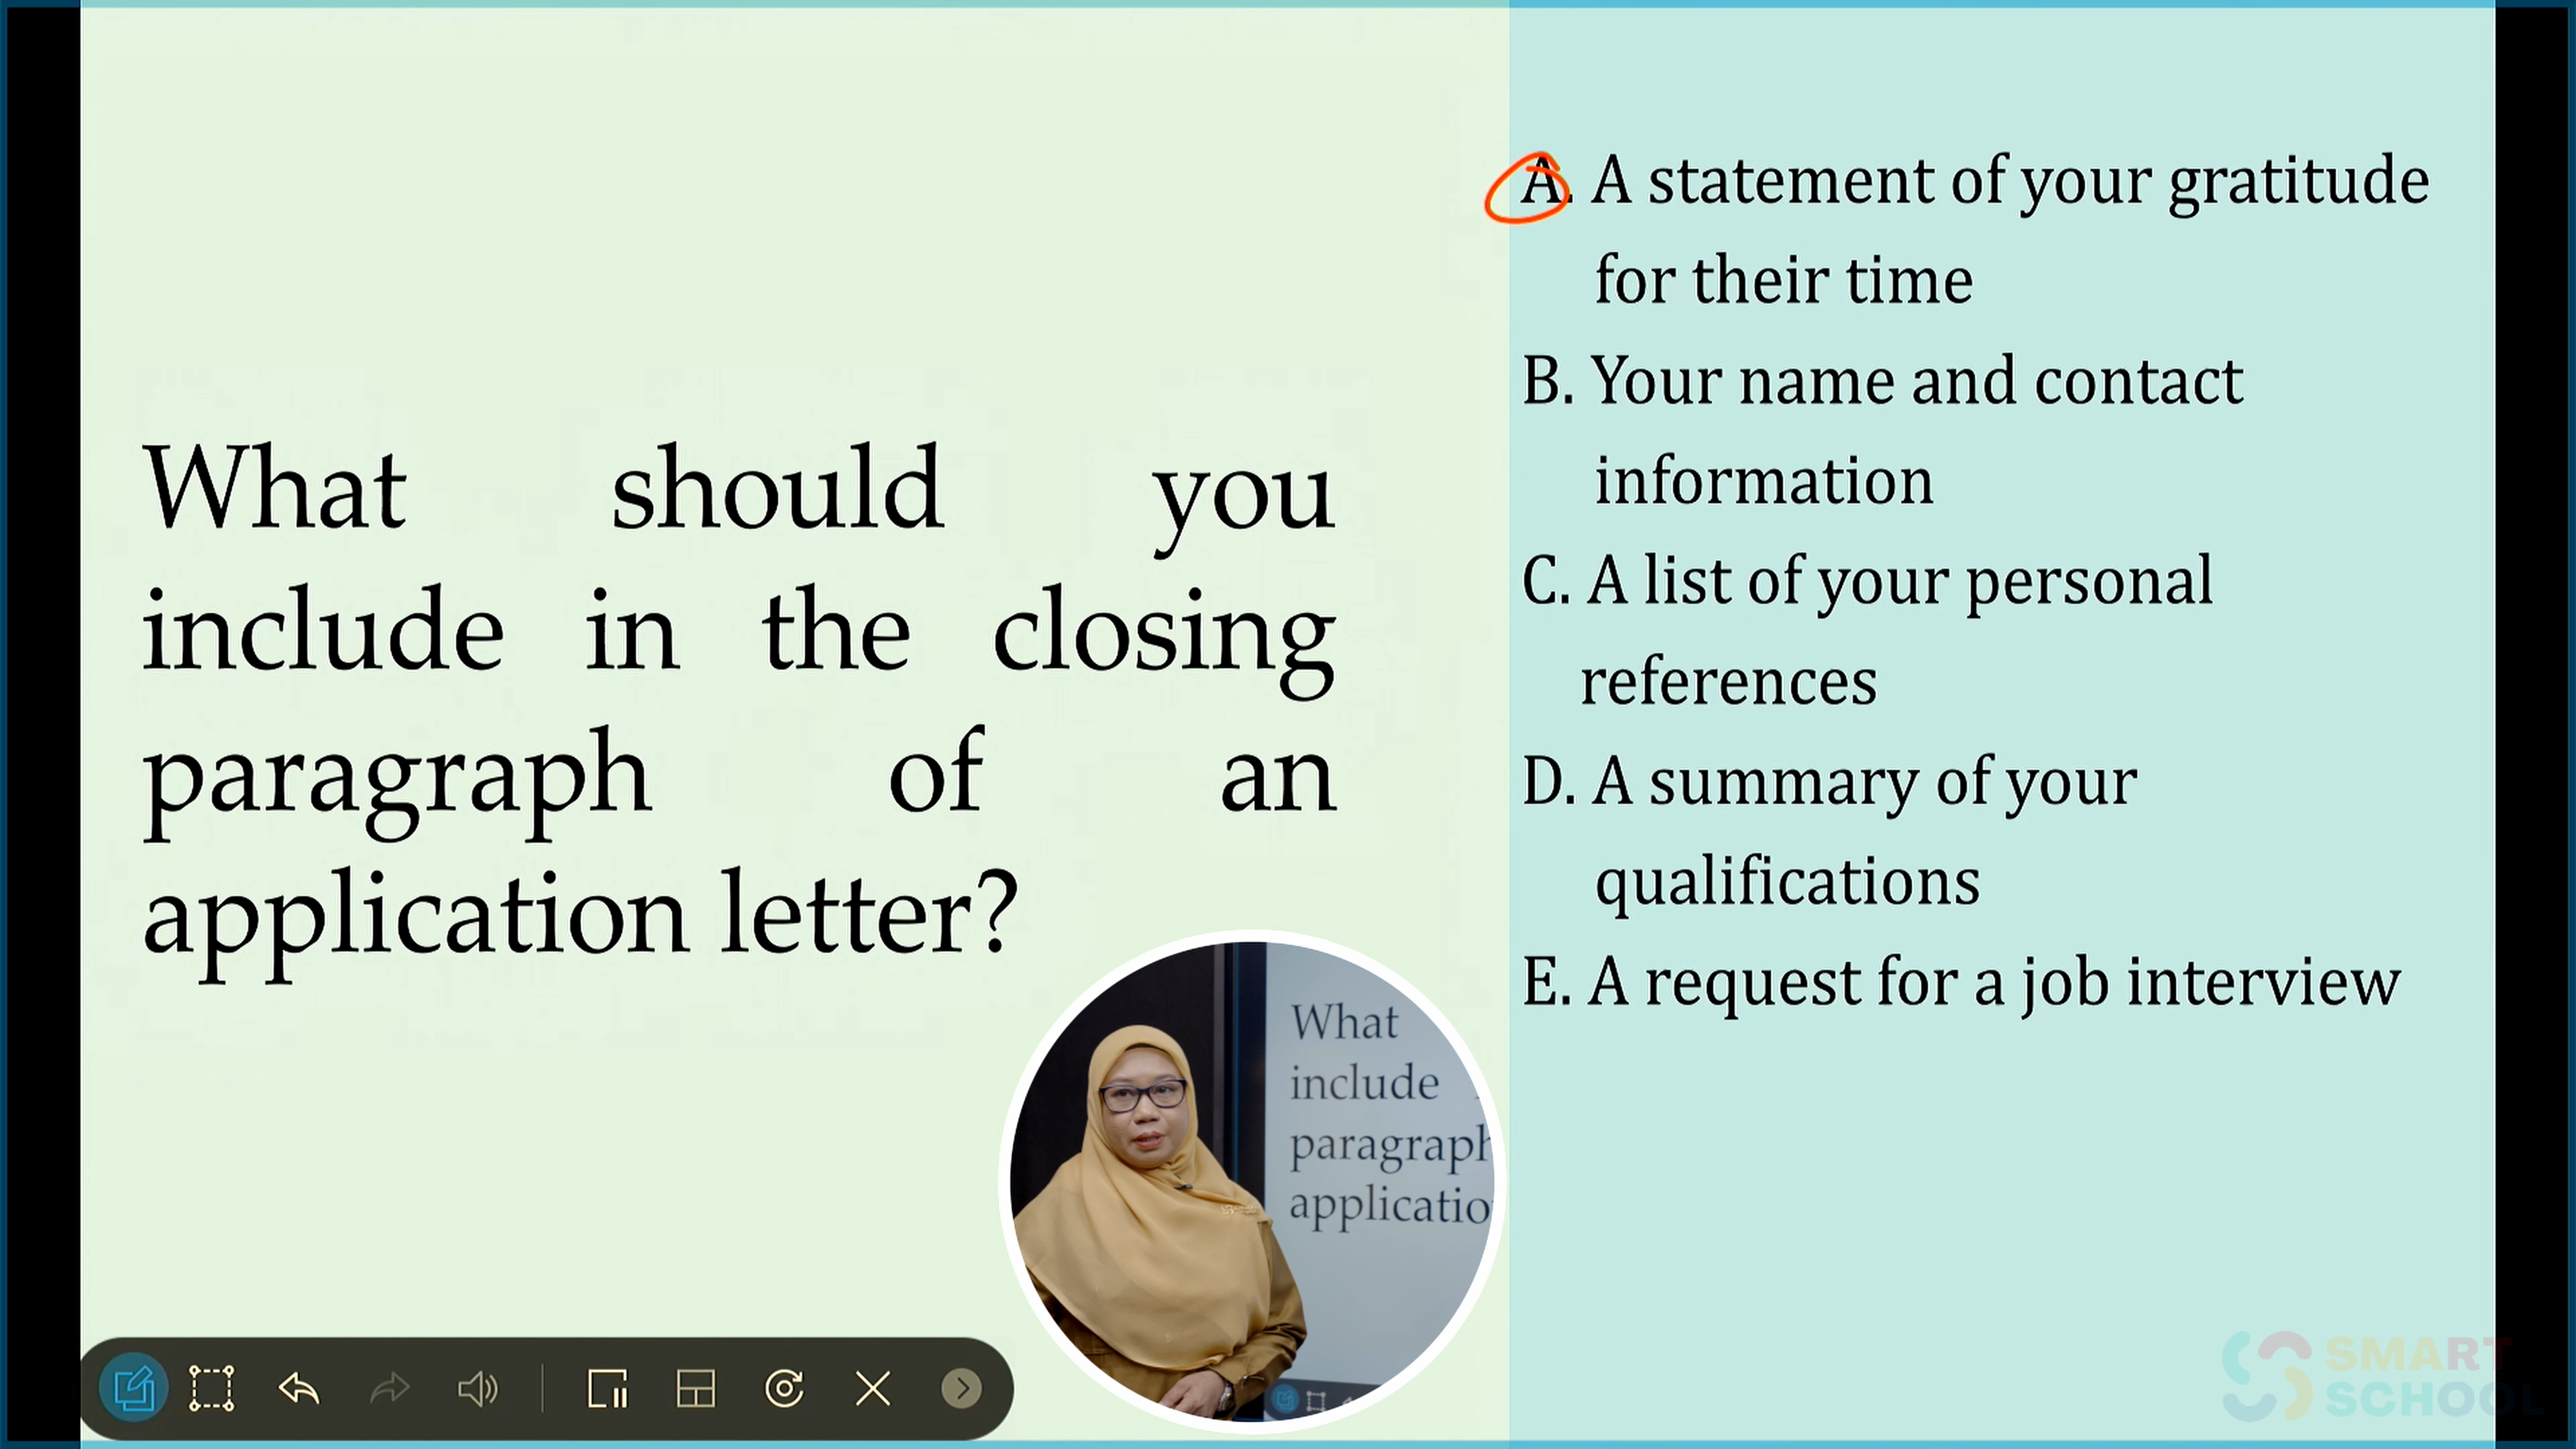 What should you
include in the closing
paragraph of an
application letter?
A. A statement of your gratitude
for their time
B. Your name and contact
information
C. A list of your personal
references
D. A summary of your
qualifications
E. A request for a job interview
What
include
paragraph
applicatio
SMART
SCHOOL